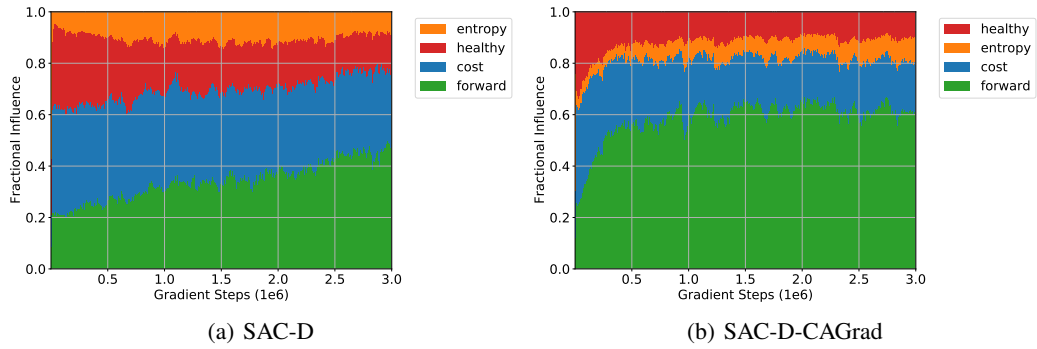 entropy
healthy
cost
forward
Fractional Influence
1.0
0.8
0.6
0.4
0.2
0.0
0.5
1.0
1.5
2.0
2.5
3.0
Gradient Steps (1e6)
(a) SAC-D
healthy
entropy
cost
forward
Fractional Influence
1.0
0.8
0.6
0.4
0.2
0.0
0.5
1.0
1.5
2.0
2.5
3.0
Gradient Steps (1e6)
(b) SAC-D-CAGrad